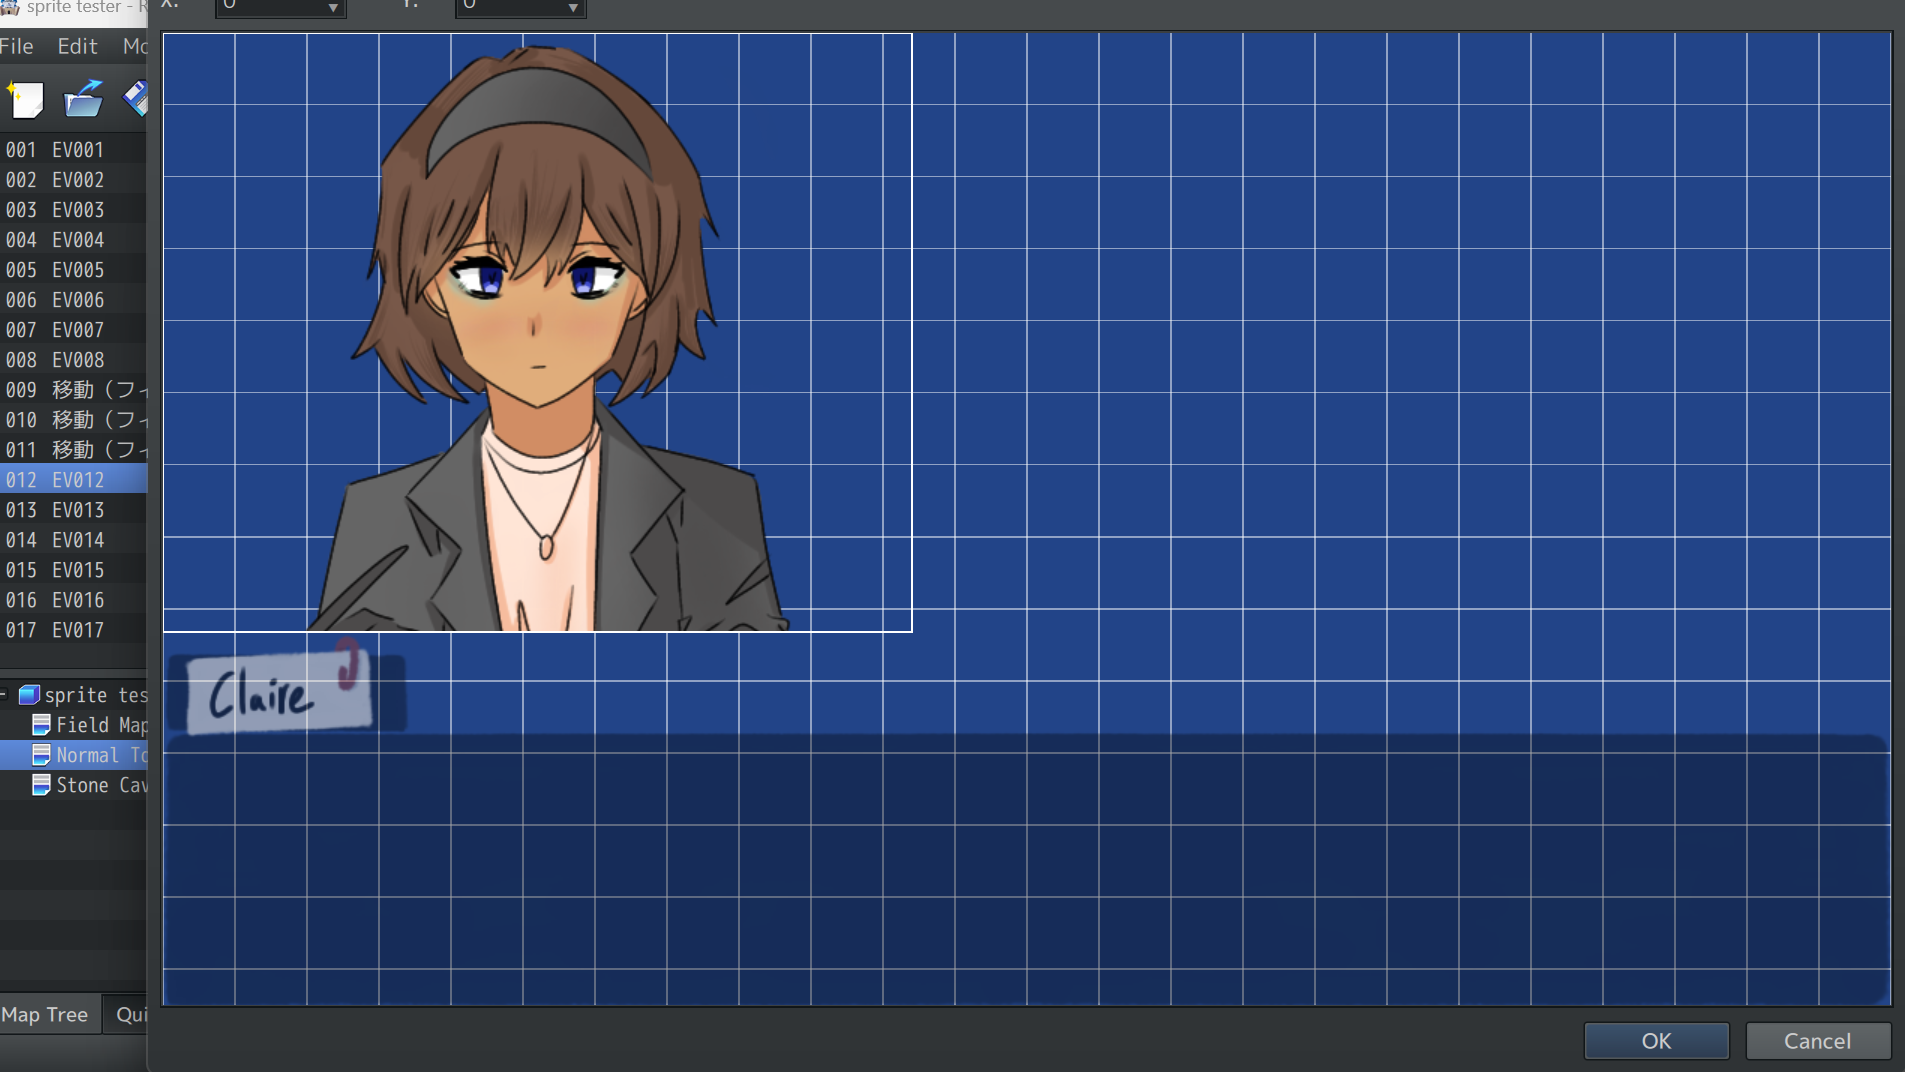 sprite tester - R
X: 0 Y: 0
File Edit Mo
001 EV001
002 EV002
003 EV003
004 EV004
005 EV005
006 EV006
007 EV007
008 EV008
009 移動（フィ
010 移動（フィ
011 移動（フィ
012 EV012
013 EV013
014 EV014
015 EV015
016 EV016
017 EV017
sprite tes
Field Map
Normal To
Stone Cav
Map Tree Qui
Claire
OK Cancel